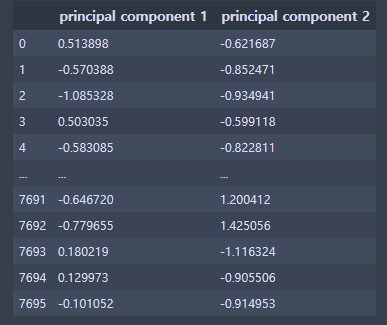 principal component 1 principal component 2
0 0.513898 -0.621687
1 -0.570388 -0.852471
2 -1.085328 -0.934941
3 0.503035 -0.599118
4 -0.583085 -0.822811
... ... ...
7691 -0.646720 1.200412
7692 -0.779655 1.425056
7693 0.180219 -1.116324
7694 0.129973 -0.905506
7695 -0.101052 -0.914953